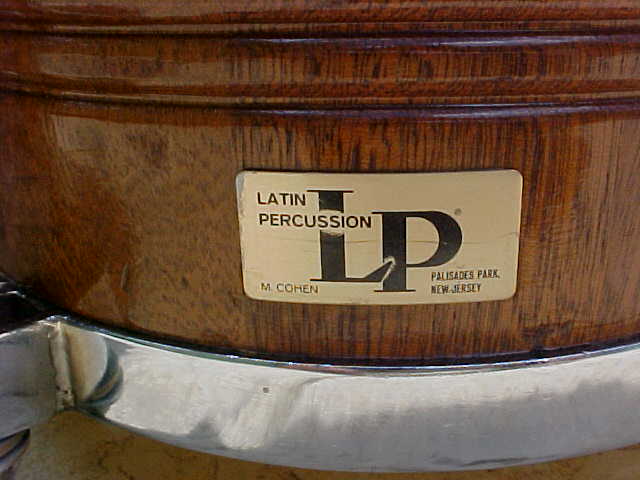 LATIN
PERCUSSION
LP®
M. COHEN
PALISADES PARK,
NEW JERSEY